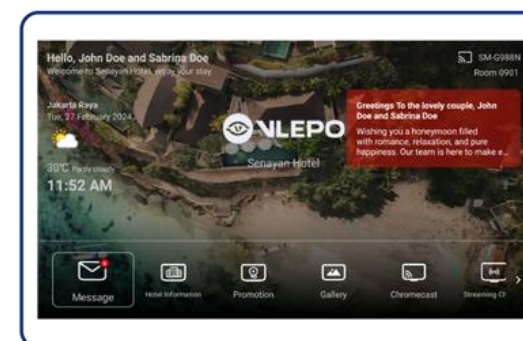 Hello, John Doe and Sabrina Doe
Welcome to Senayan Hotel, enjoy your stay
SM-G988N
Room 0901
Jakarta Raya
Tue, 27 February 2024
30°C Partly cloudy
11:52 AM
VLEPO
Senayan Hotel
Greetings To the lovely couple, John
Doe and Sabrina Doe
Wishing you a honeymoon filled
with romance, relaxation, and pure
happiness. Our team is here to make e...
Message
Hotel Information
Promotion
Gallery
Chromecast
Streaming Ch